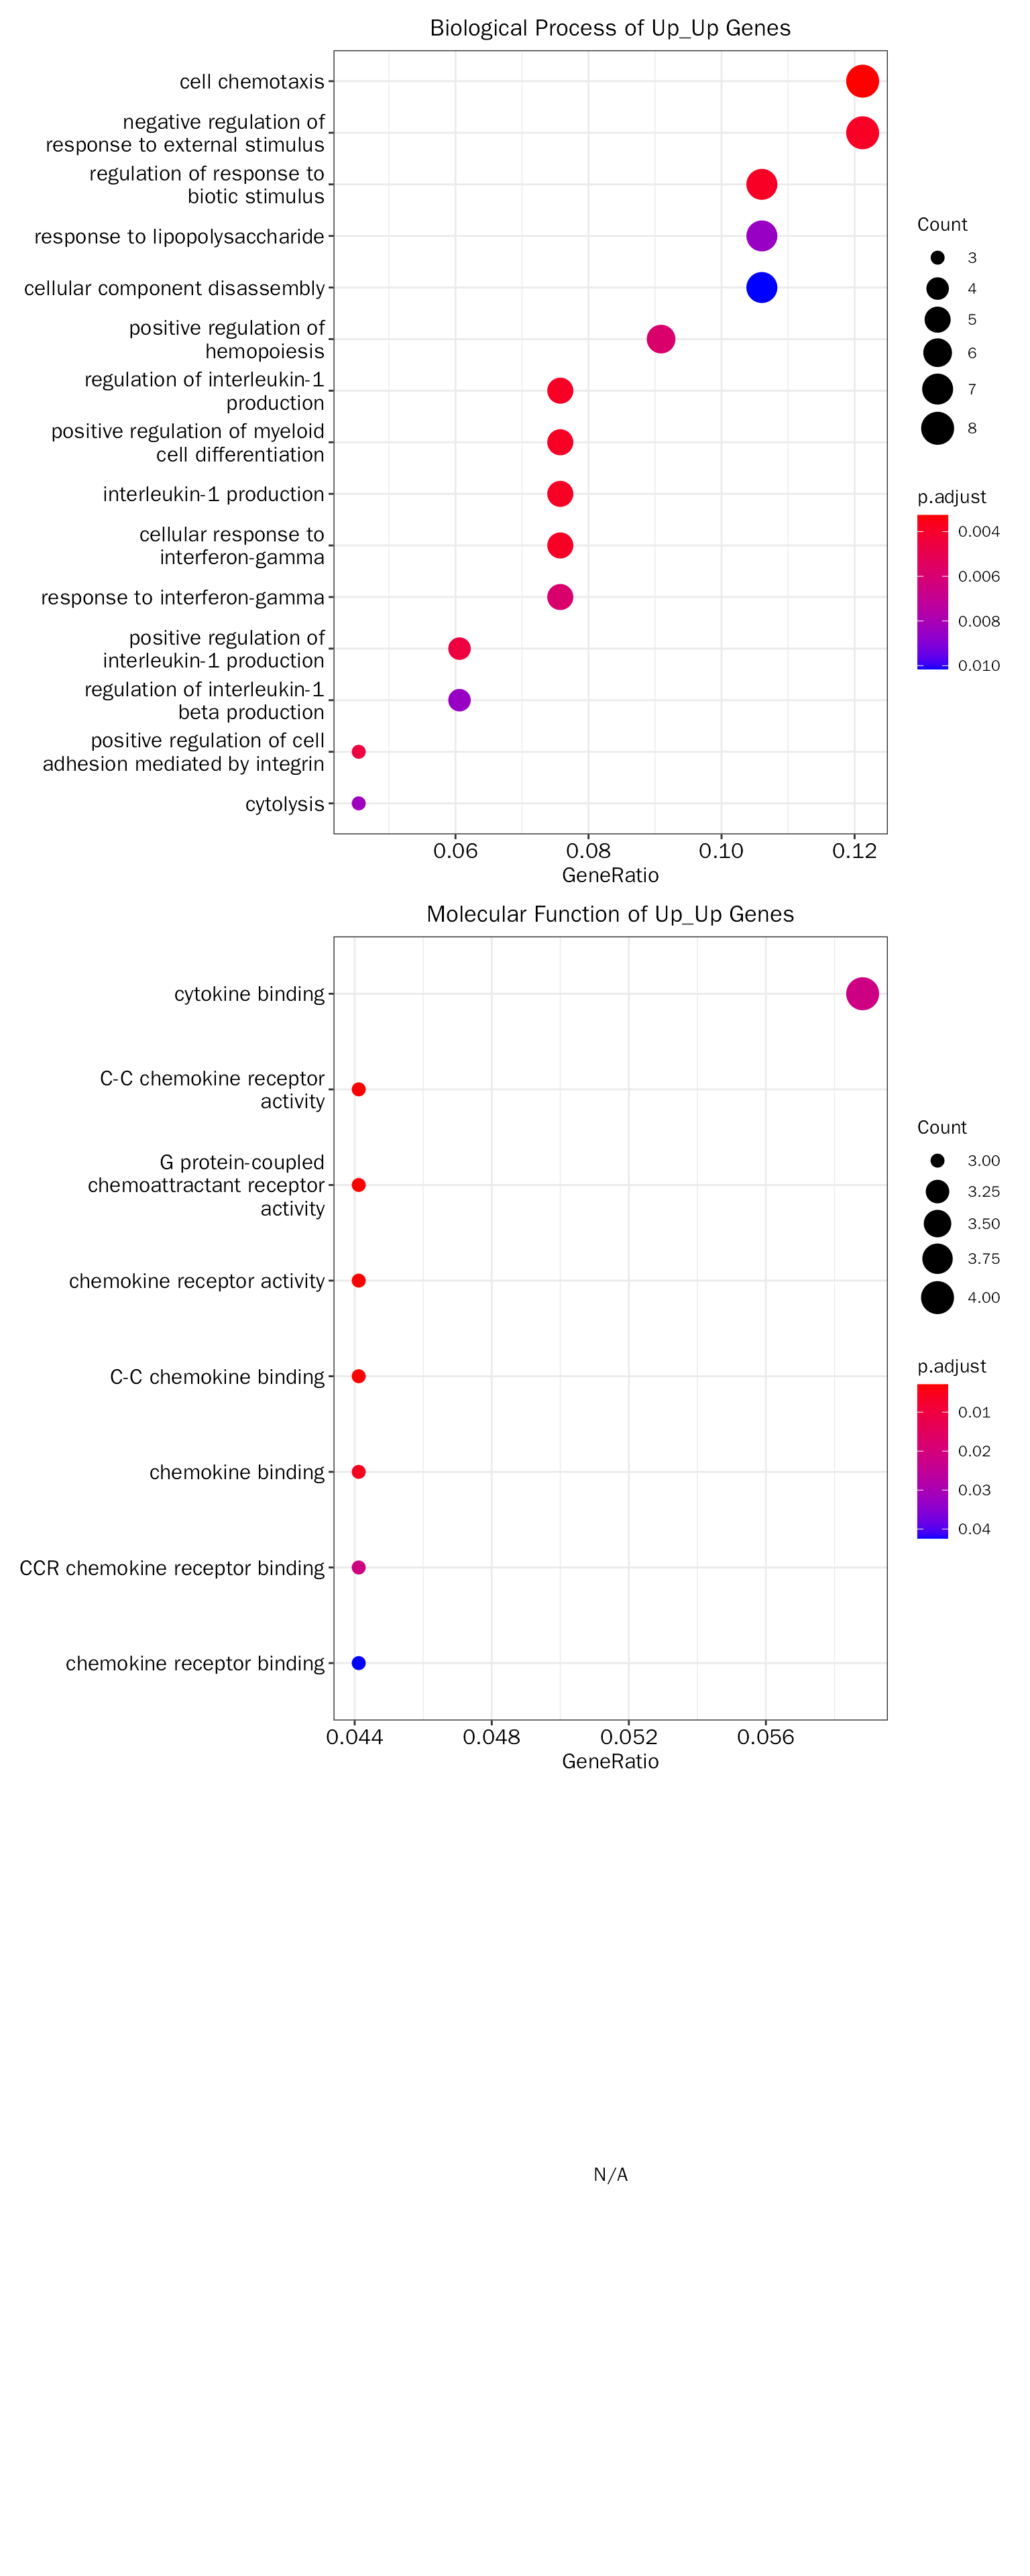 Biological Process of Up_Up Genes
cell chemotaxis
negative regulation of
response to external stimulus
regulation of response to
biotic stimulus
response to lipopolysaccharide
cellular component disassembly
positive regulation of
hemopoiesis
regulation of interleukin-1
production
positive regulation of myeloid
cell differentiation
interleukin-1 production
cellular response to
interferon-gamma
response to interferon-gamma
positive regulation of
interleukin-1 production
regulation of interleukin-1
beta production
positive regulation of cell
adhesion mediated by integrin
cytolysis
0.06 0.08 0.10 0.12
GeneRatio
Count
3
4
5
6
7
8
p.adjust
0.004
0.006
0.008
0.010
Molecular Function of Up_Up Genes
cytokine binding
C-C chemokine receptor
activity
G protein-coupled
chemoattractant receptor
activity
chemokine receptor activity
C-C chemokine binding
chemokine binding
CCR chemokine receptor binding
chemokine receptor binding
0.044 0.048 0.052 0.056
GeneRatio
Count
3.00
3.25
3.50
3.75
4.00
p.adjust
0.01
0.02
0.03
0.04
N/A